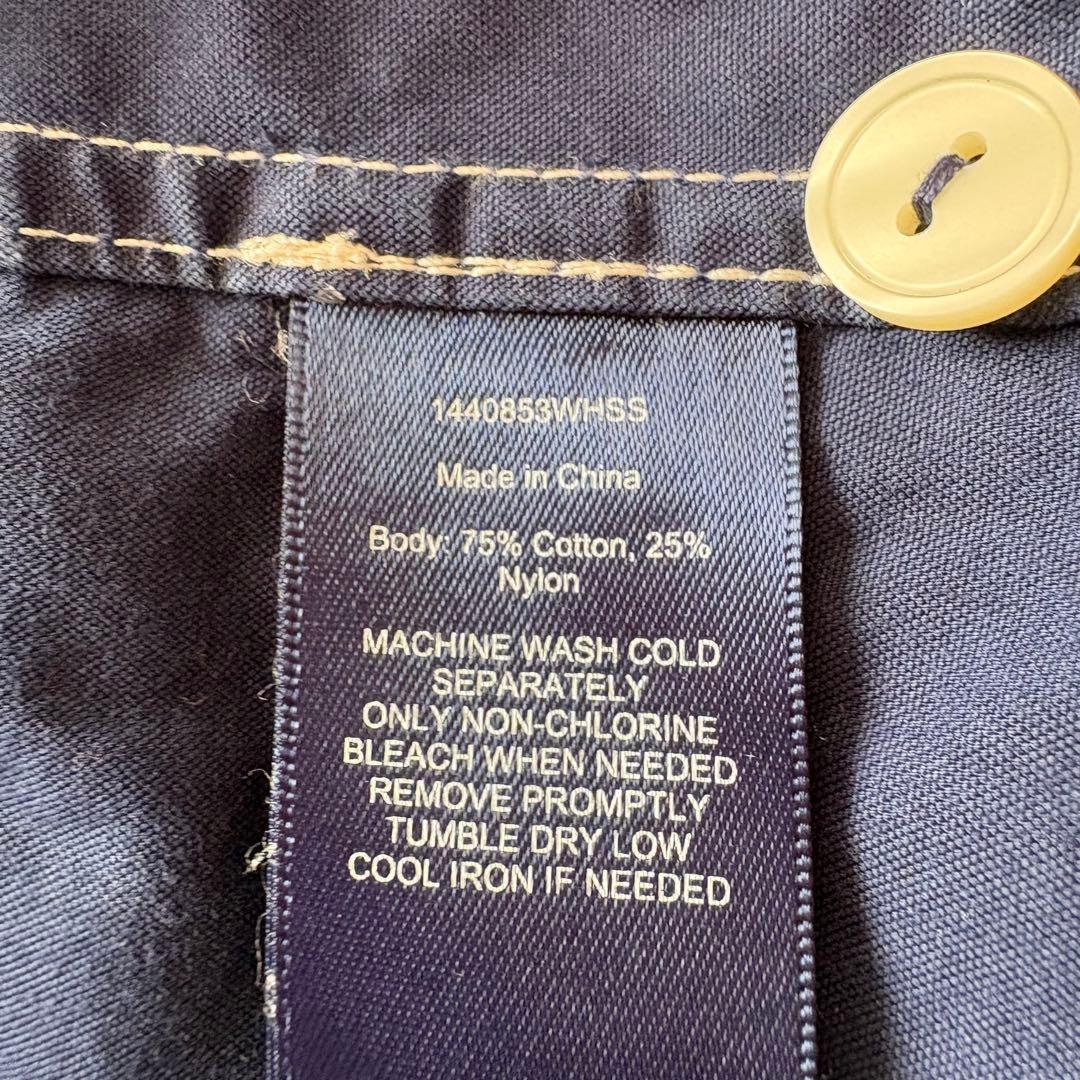 1440853WHSS
Made in China
Body: 75% Cotton, 25%
Nylon
MACHINE WASH COLD
SEPARATELY
ONLY NON-CHLORINE
BLEACH WHEN NEEDED
REMOVE PROMPTLY
TUMBLE DRY LOW
COOL IRON IF NEEDED